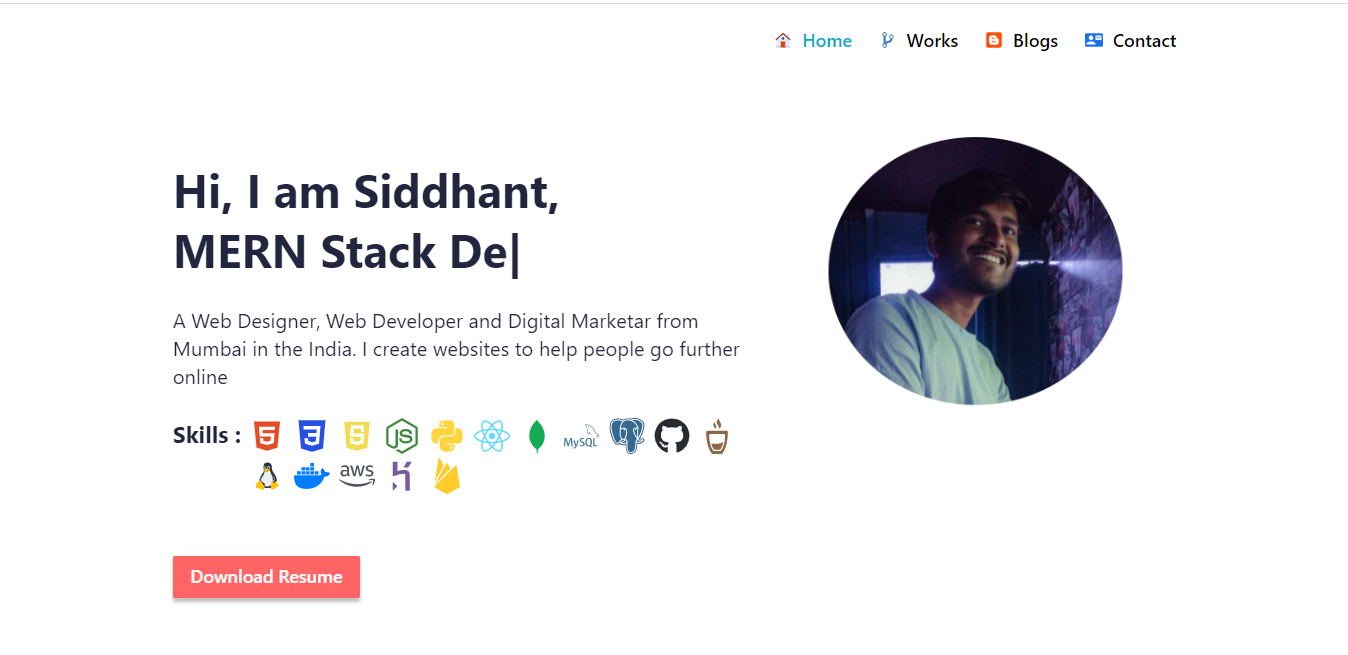 Home Works Blogs Contact
Hi, I am Siddhant,
MERN Stack De|
A Web Designer, Web Developer and Digital Marketar from
Mumbai in the India. I create websites to help people go further
online
Skills : 5 3 S JS MySQL
aws
Download Resume